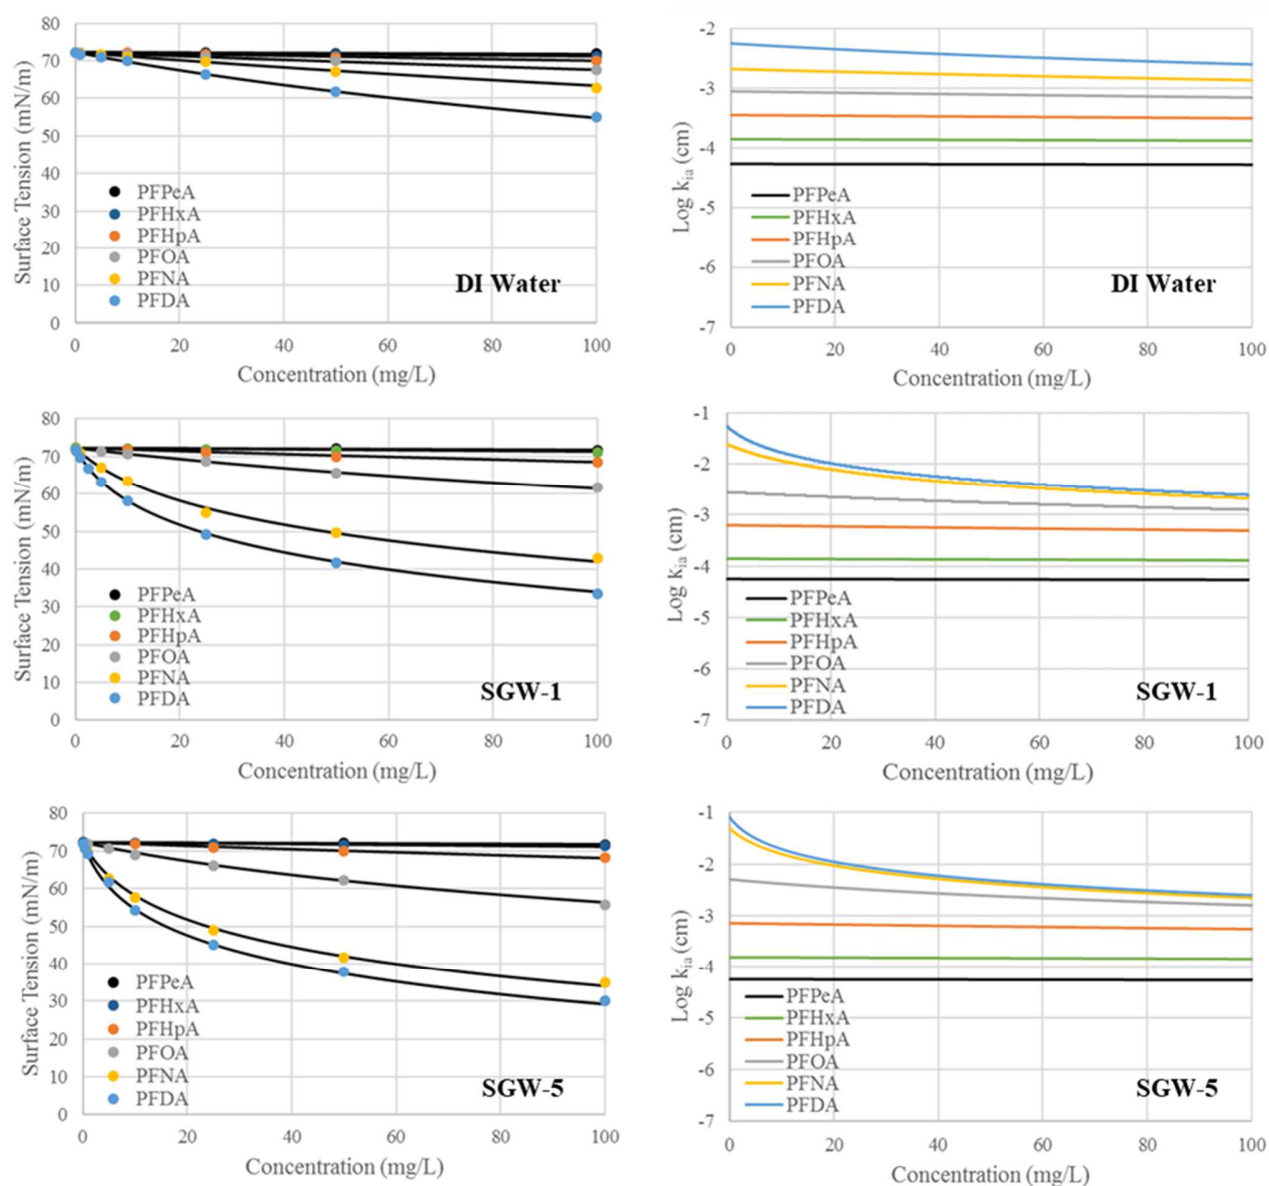 80
70
60
50
40
30
20
10
0
Surface Tension (mN/m)
PFPeA
PFHxA
PFHpA
PFOA
PFNA
PFDA
DI Water
0 20 40 60 80 100
Concentration (mg/L)
-2
-3
-4
-5
-6
-7
Log kia (cm)
PFPeA
PFHxA
PFHpA
PFOA
PFNA
PFDA
DI Water
0 20 40 60 80 100
Concentration (mg/L)
80
70
60
50
40
30
20
10
0
Surface Tension (mN/m)
PFPeA
PFHxA
PFHpA
PFOA
PFNA
PFDA
SGW-1
0 20 40 60 80 100
Concentration (mg/L)
-1
-2
-3
-4
-5
-6
-7
Log kia (cm)
PFPeA
PFHxA
PFHpA
PFOA
PFNA
PFDA
SGW-1
0 20 40 60 80 100
Concentration (mg/L)
80
70
60
50
40
30
20
10
0
Surface Tension (mN/m)
PFPeA
PFHxA
PFHpA
PFOA
PFNA
PFDA
SGW-5
0 20 40 60 80 100
Concentration (mg/L)
-1
-2
-3
-4
-5
-6
-7
Log kia (cm)
PFPeA
PFHxA
PFHpA
PFOA
PFNA
PFDA
SGW-5
0 20 40 60 80 100
Concentration (mg/L)